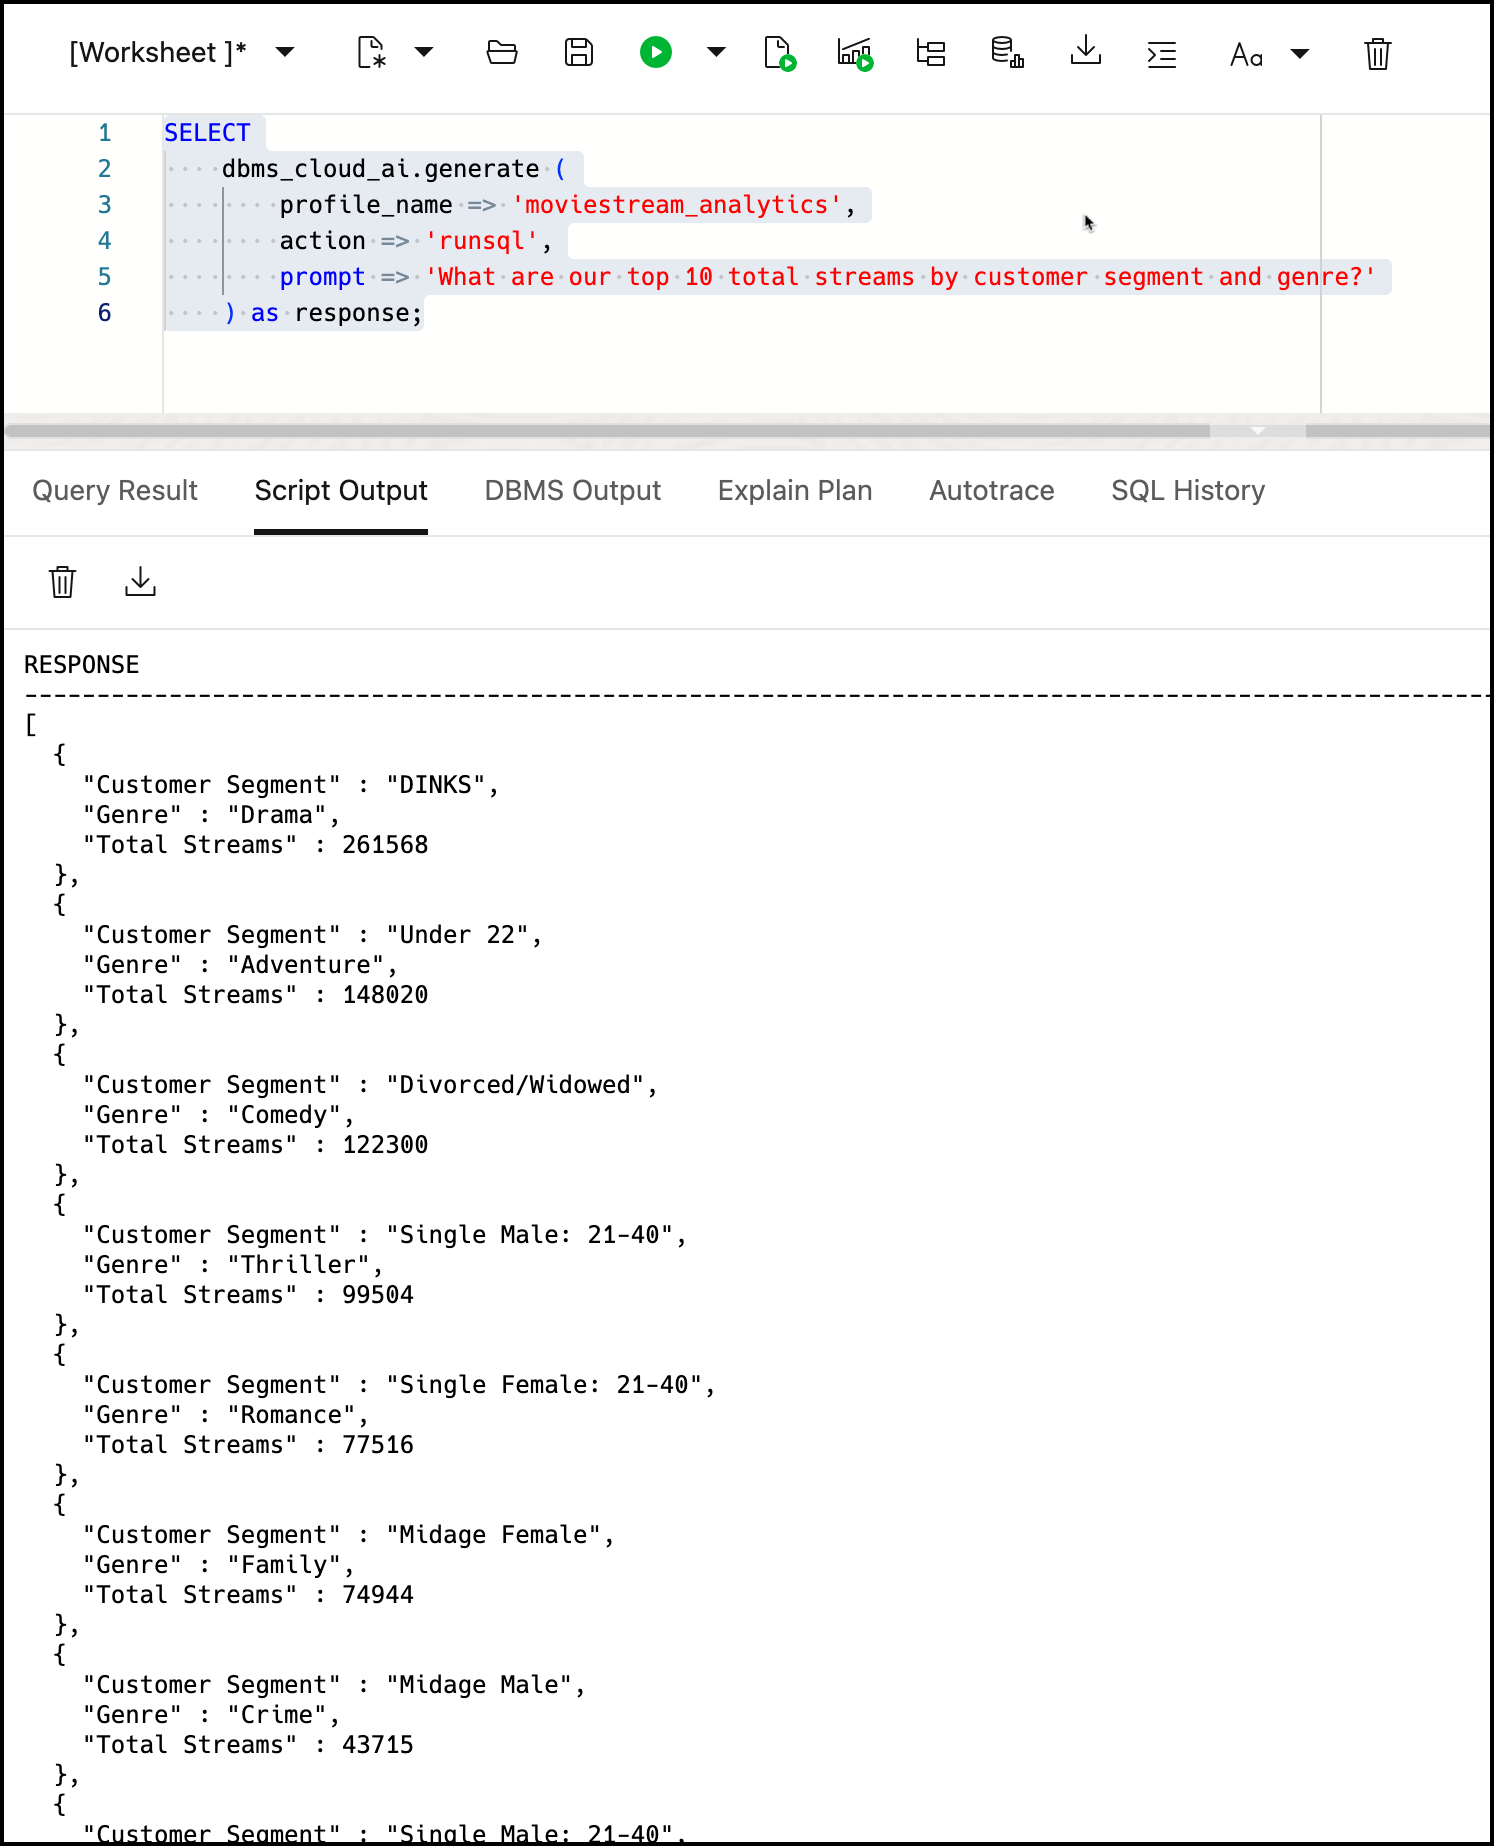 [Worksheet ]*
Aa
1 SELECT
2 dbms_cloud_ai.generate (
3 profile_name => 'moviestream_analytics',
4 action => 'runsql',
5 prompt => 'What are our top 10 total streams by customer segment and genre?'
6 ) as response;
Query Result Script Output DBMS Output Explain Plan Autotrace SQL History
RESPONSE
--------------------------------------------------------------------------------
[
{
"Customer Segment" : "DINKS",
"Genre" : "Drama",
"Total Streams" : 261568
},
{
"Customer Segment" : "Under 22",
"Genre" : "Adventure",
"Total Streams" : 148020
},
{
"Customer Segment" : "Divorced/Widowed",
"Genre" : "Comedy",
"Total Streams" : 122300
},
{
"Customer Segment" : "Single Male: 21-40",
"Genre" : "Thriller",
"Total Streams" : 99504
},
{
"Customer Segment" : "Single Female: 21-40",
"Genre" : "Romance",
"Total Streams" : 77516
},
{
"Customer Segment" : "Midage Female",
"Genre" : "Family",
"Total Streams" : 74944
},
{
"Customer Segment" : "Midage Male",
"Genre" : "Crime",
"Total Streams" : 43715
},
{
"Customer Segment" : "Single Male: 21-40",